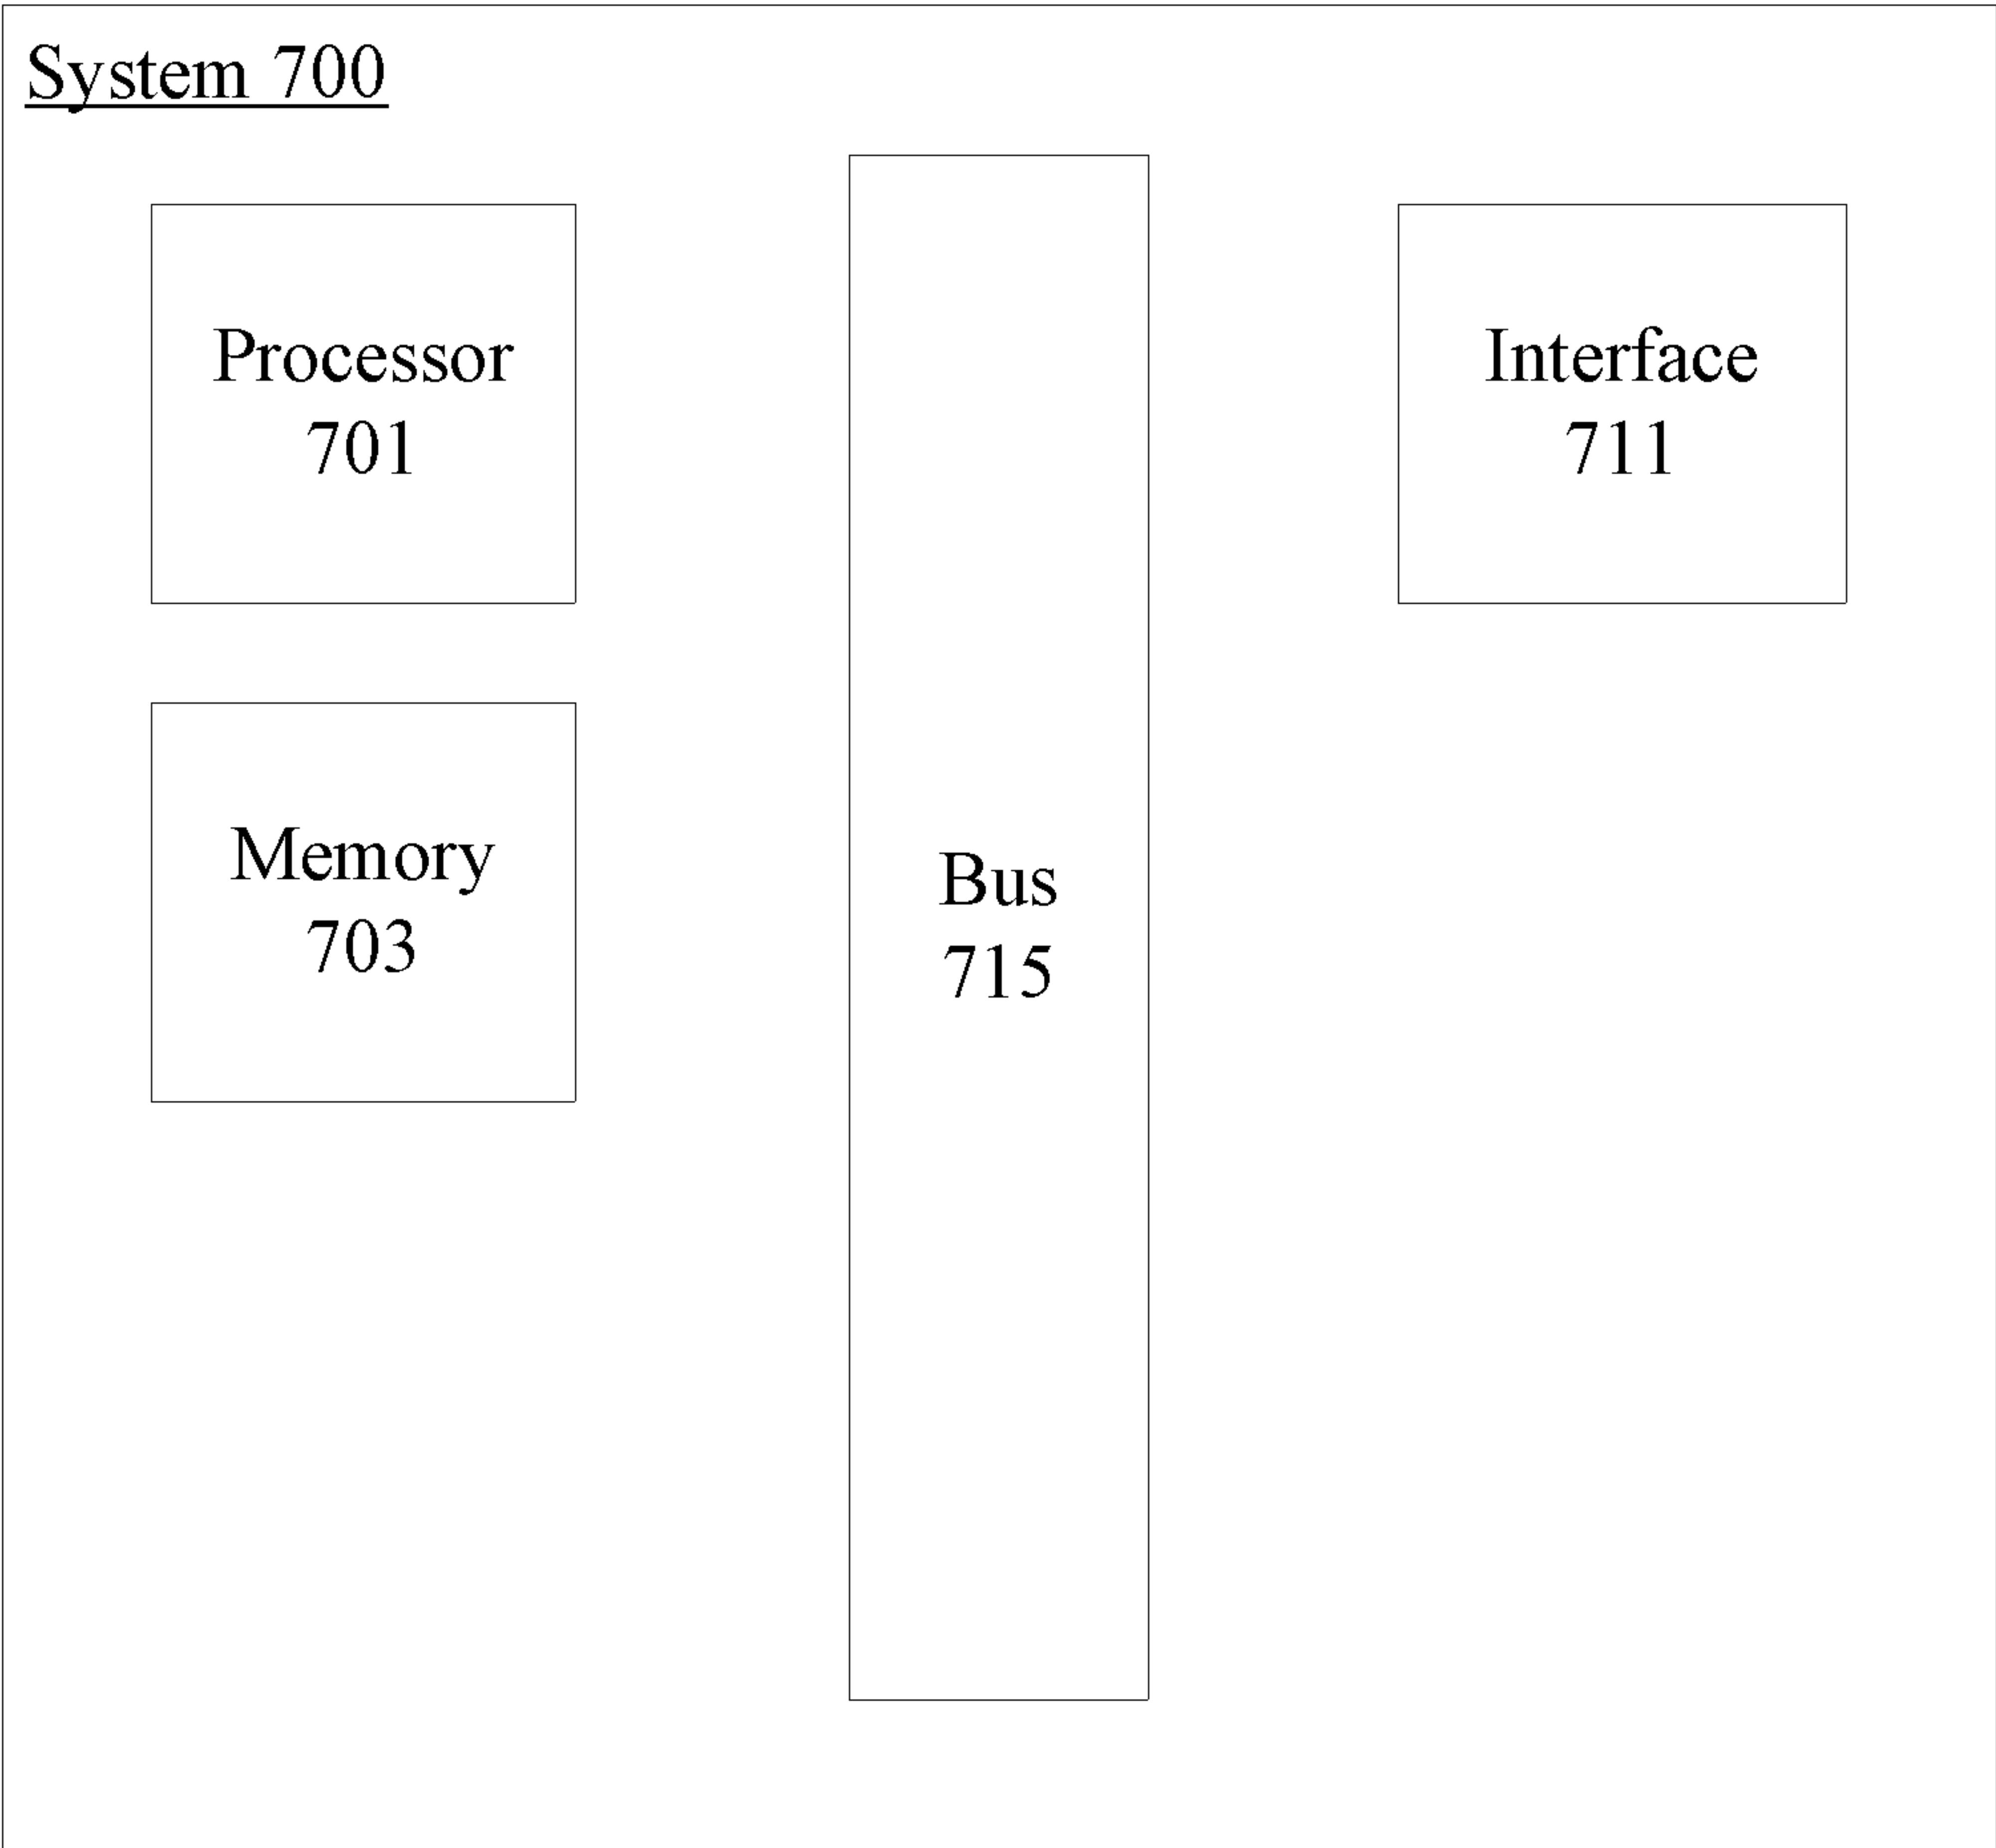 System 700
Processor
701
Interface
711
Memory
703
Bus
715